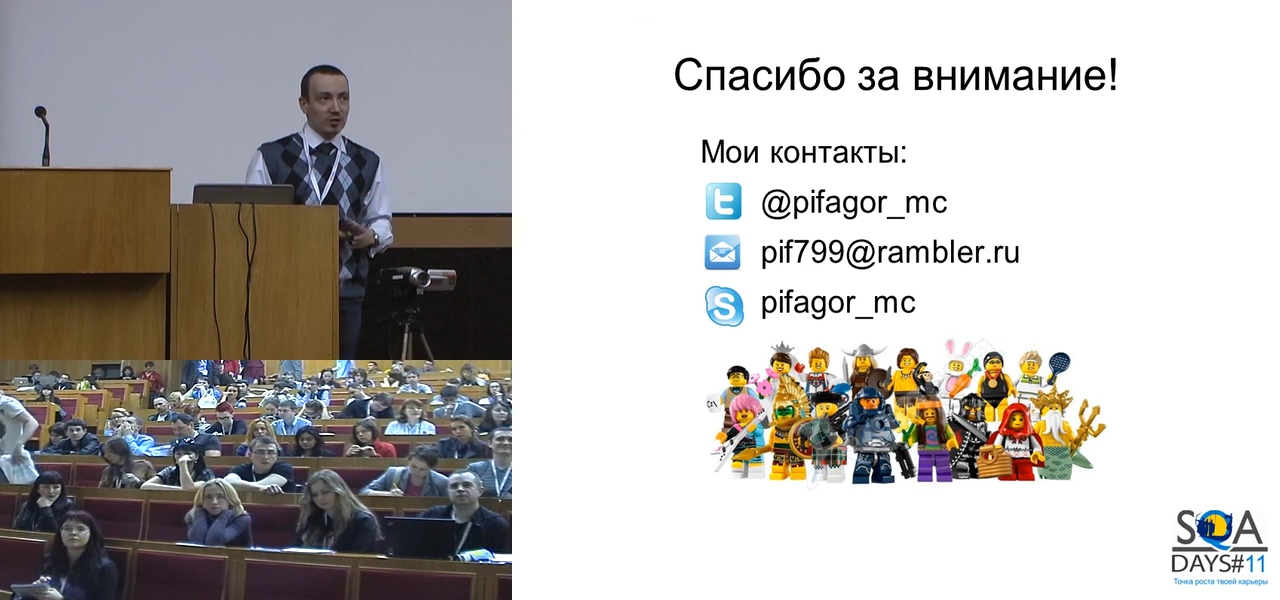 Спасибо за внимание!
Мои контакты:
@pifagor_mc
pif799@rambler.ru
pifagor_mc
SQA
DAYS#11
Точка роста твоей карьеры